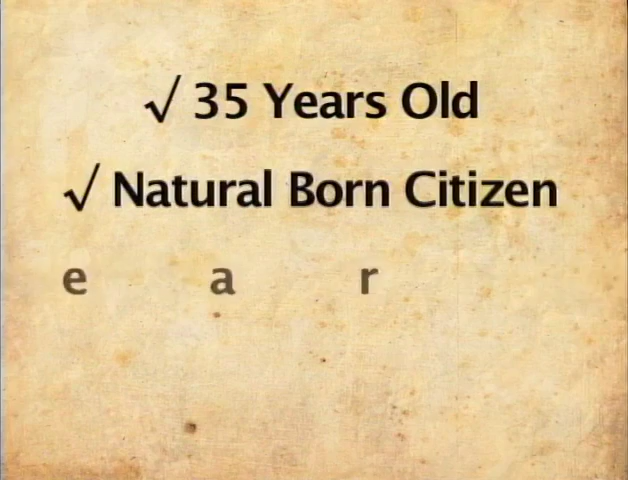 √ 35 Years Old
√ Natural Born Citizen
e a r